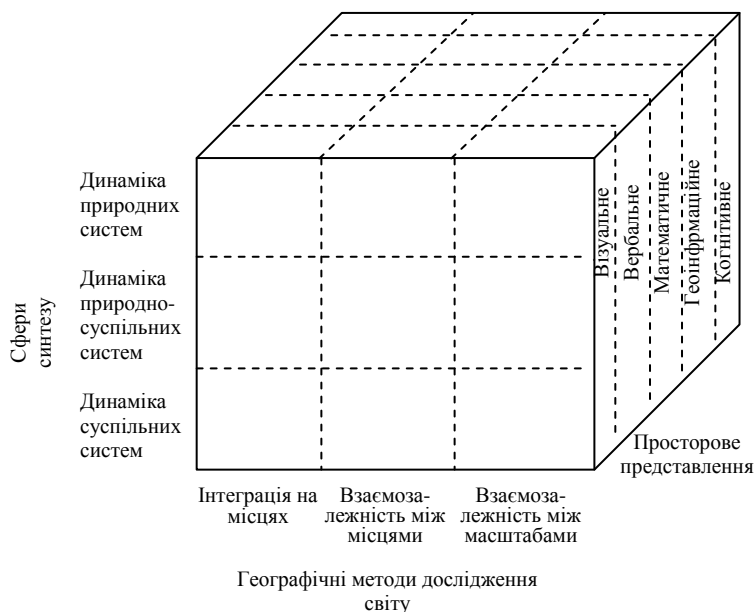 Динаміка
природних
систем
Динаміка
природно-
суспільних
систем
Динаміка
суспільних
систем
Сфери
синтезу
Візуальне
Вербальне
Математичне
Геоінфрмаційне
Когнітивне
Просторове
представлення
Інтеграція на
місцях
Взаємоза-
лежність між
місцями
Взаємоза-
лежність між
масштабами
Географічні методи дослідження
світу